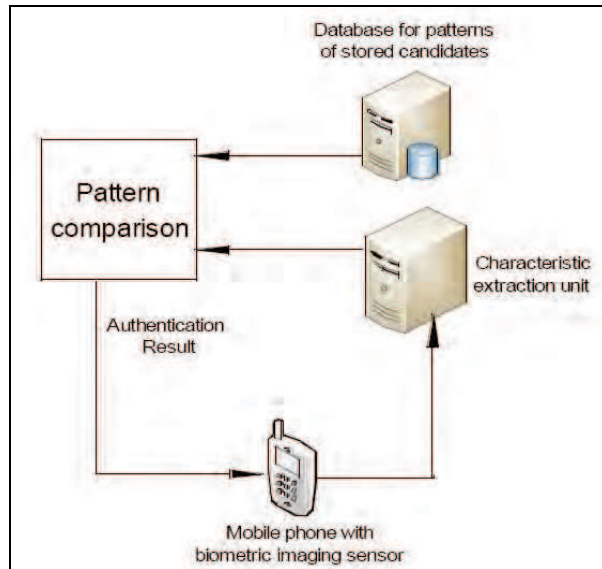 Database for patterns
of stored candidates
Pattern
comparison
Characteristic
extraction unit
Authentication
Result
Mobile phone with
biometric imaging sensor